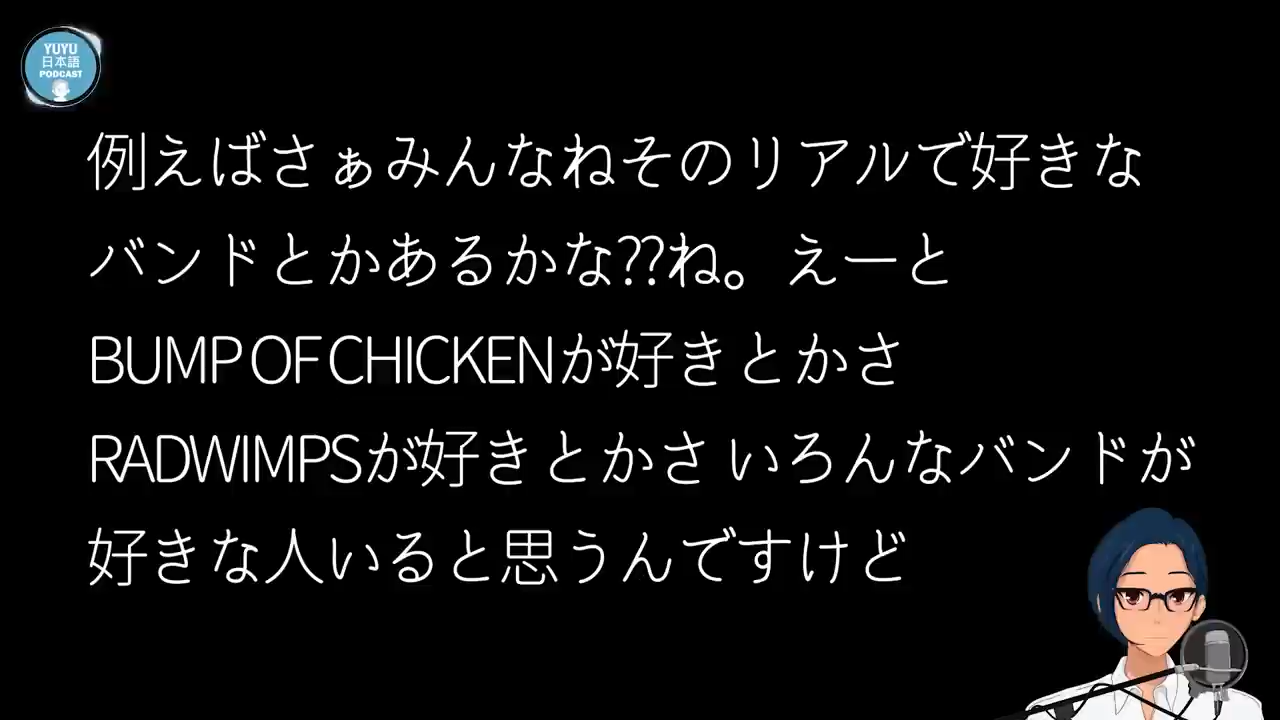 YUYU
日本語
PODCAST
例えばさぁみんなねそのリアルで好きな
バンドとかあるかな??ね。えーと
BUMP OF CHICKENが好きとかさ
RADWIMPSが好きとかさ いろんなバンドが
好きな人いると思うんですけど